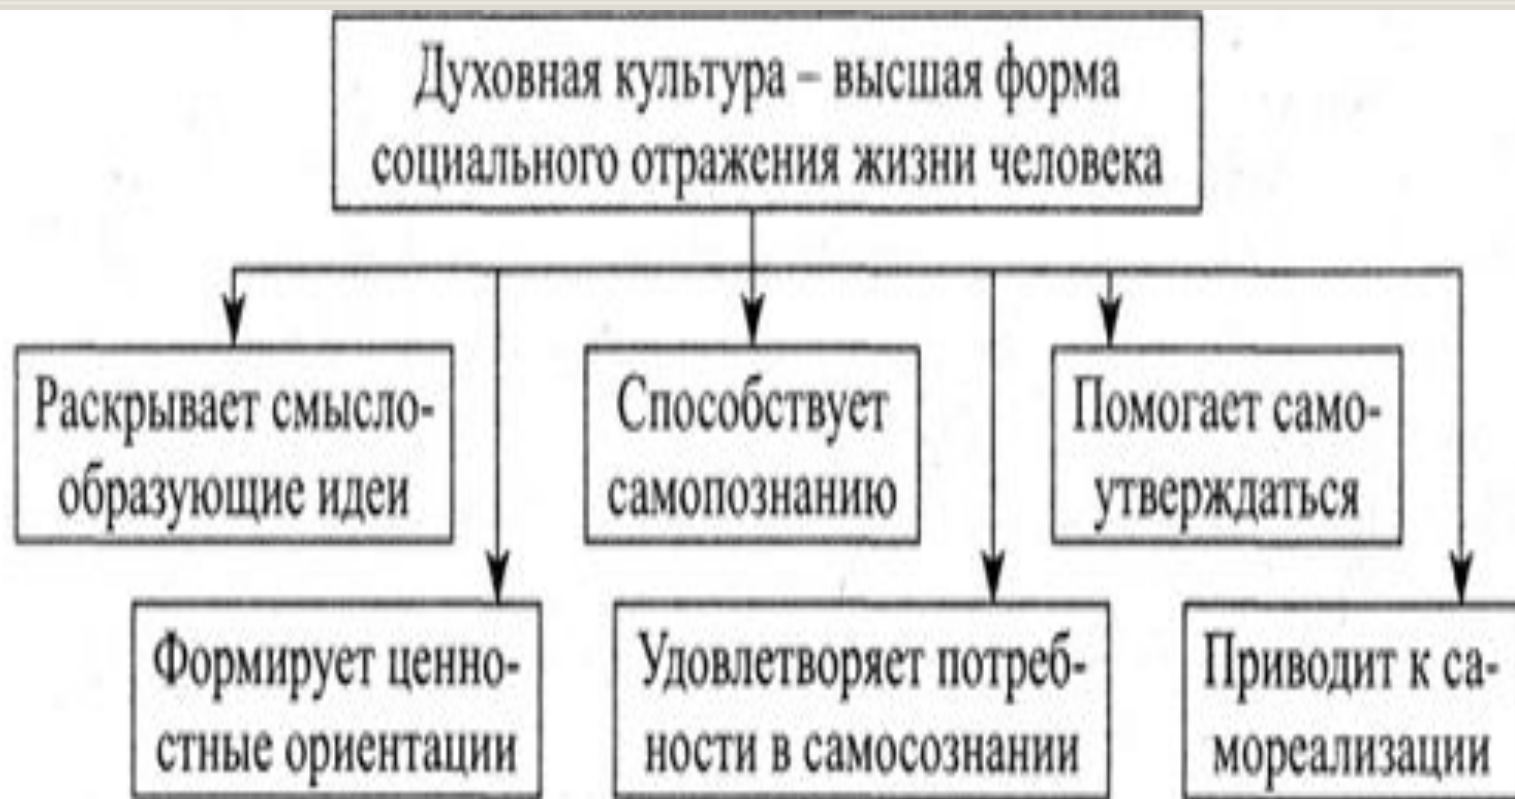 Духовная культура – высшая форма
социального отражения жизни человека
Раскрывает смысло-
образующие идеи
Способствует
самопознанию
Помогает само-
утверждаться
Формирует ценно-
стные ориентации
Удовлетворяет потреб-
ности в самосознании
Приводит к са-
мореализации